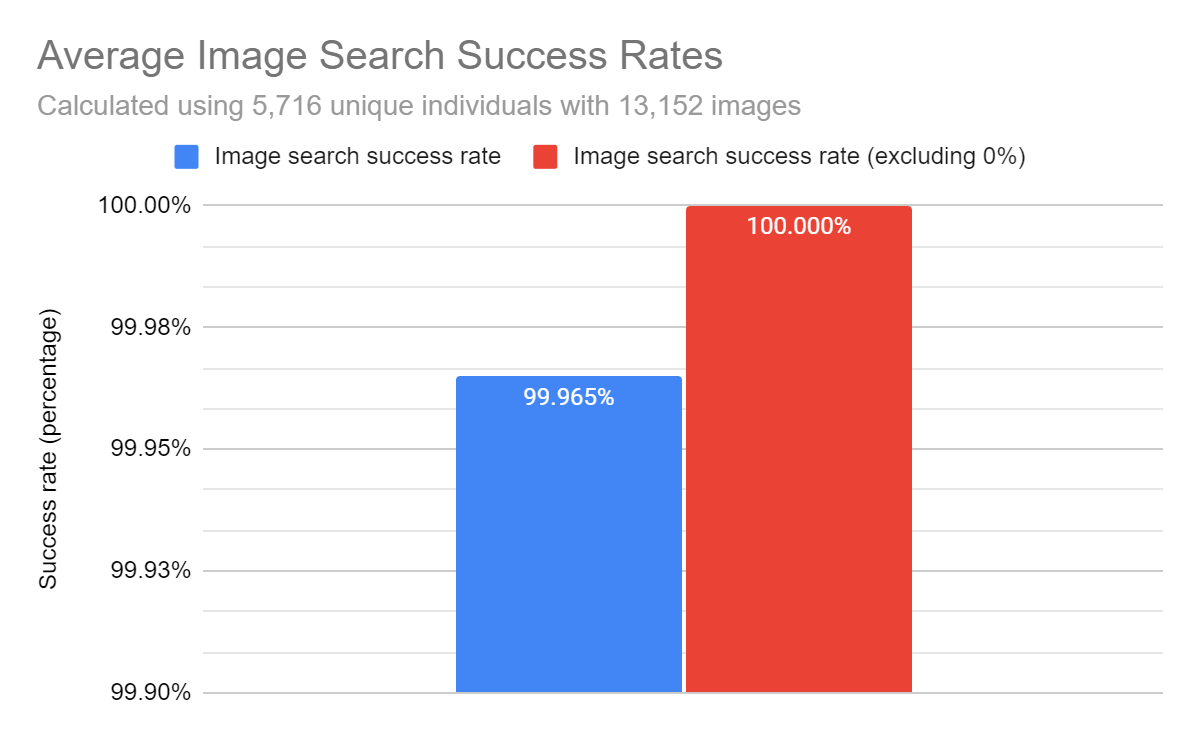 Average Image Search Success Rates
Calculated using 5,716 unique individuals with 13,152 images
Image search success rate
Image search success rate (excluding 0%)
Success rate (percentage)
100.00%
99.98%
99.95%
99.93%
99.90%
99.965%
100.000%